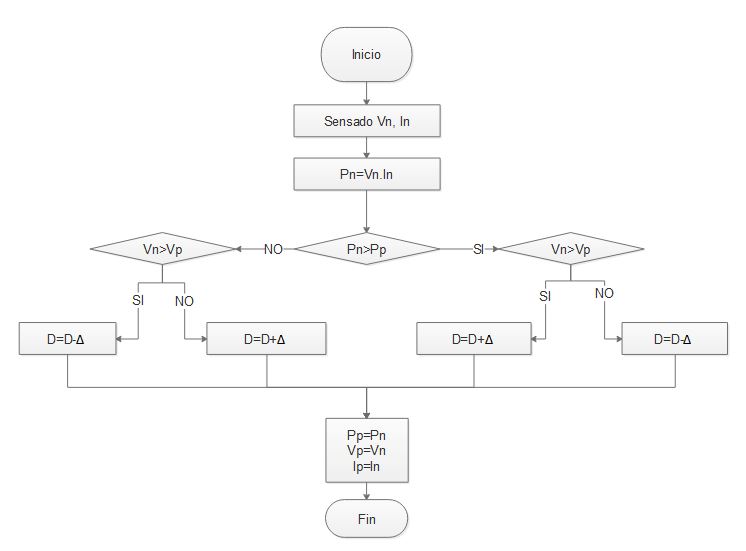 Inicio
Sensado Vn, In
Pn=Vn.In
Vn>Vp
NO
Pn>Pp
SI
Vn>Vp
SI
NO
SI
NO
D=D-Δ
D=D+Δ
D=D+Δ
D=D-Δ
Pp=Pn
Vp=Vn
Ip=In
Fin